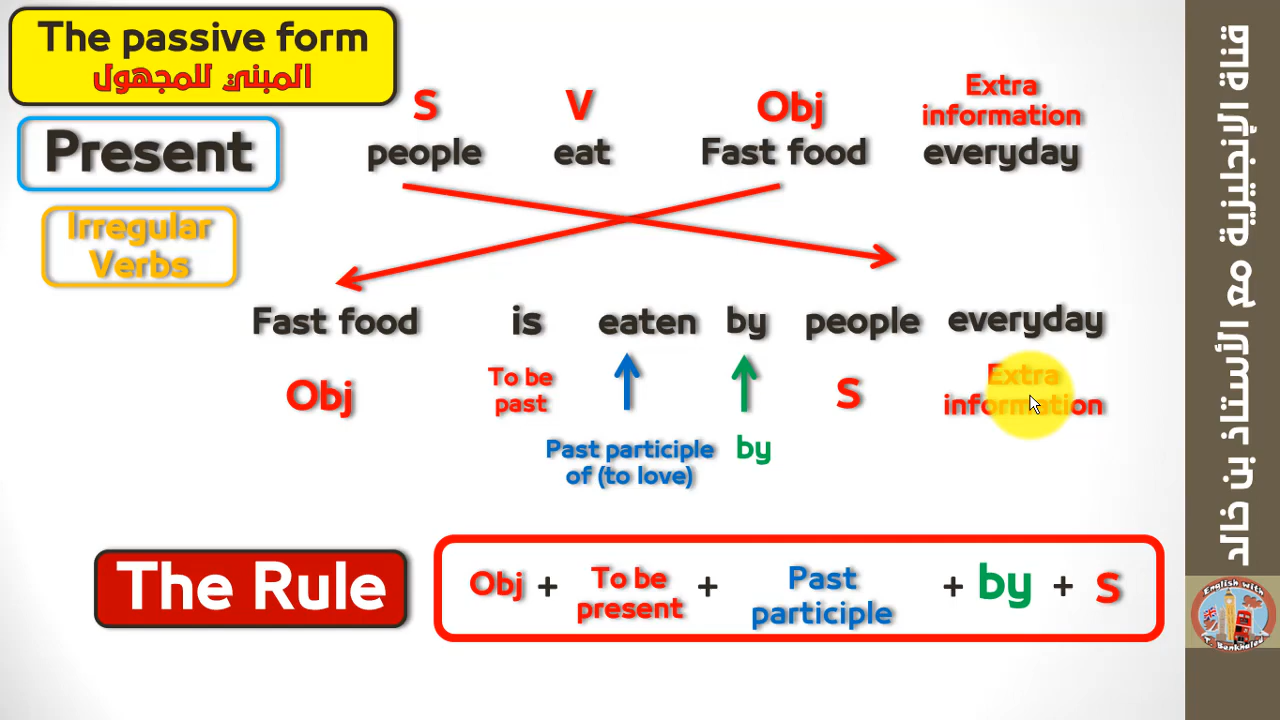 The passive form
المبني للمجهول
Present
Irregular
Verbs
S V Obj Extra
information
people eat Fast food everyday
Fast food is eaten by people everyday
Obj To be
past S Extra
information
Past participle
of (to love) by
The Rule
Obj + To be
present + Past
participle + by + S
قناة الإنجليزية مع الأستاذ بن خالد
English with
T. Benkhaled